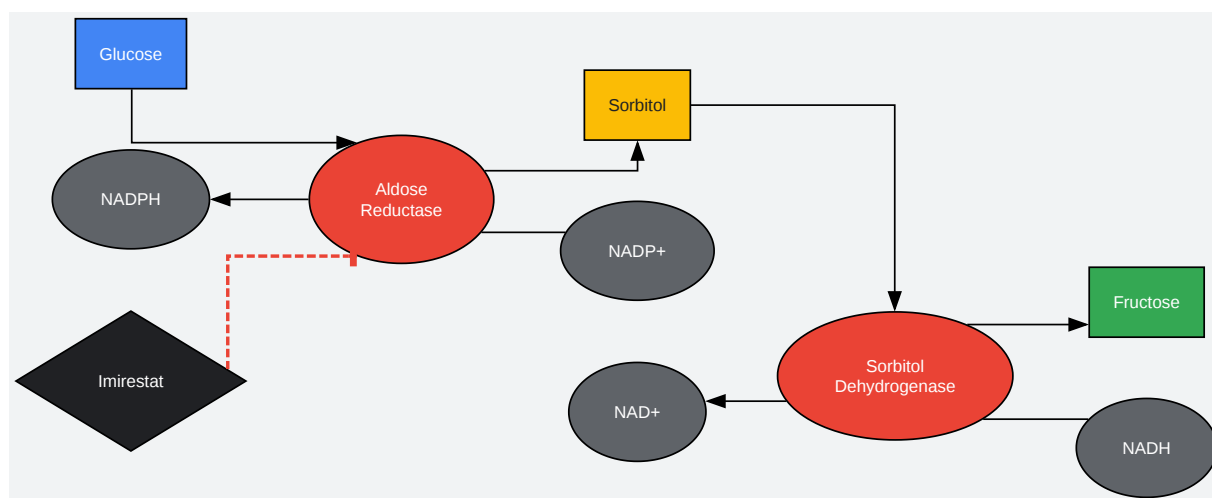 Glucose
Sorbitol
Aldose
Reductase
NADPH
NADP+
Fructose
Imirestat
Sorbitol
Dehydrogenase
NAD+
NADH